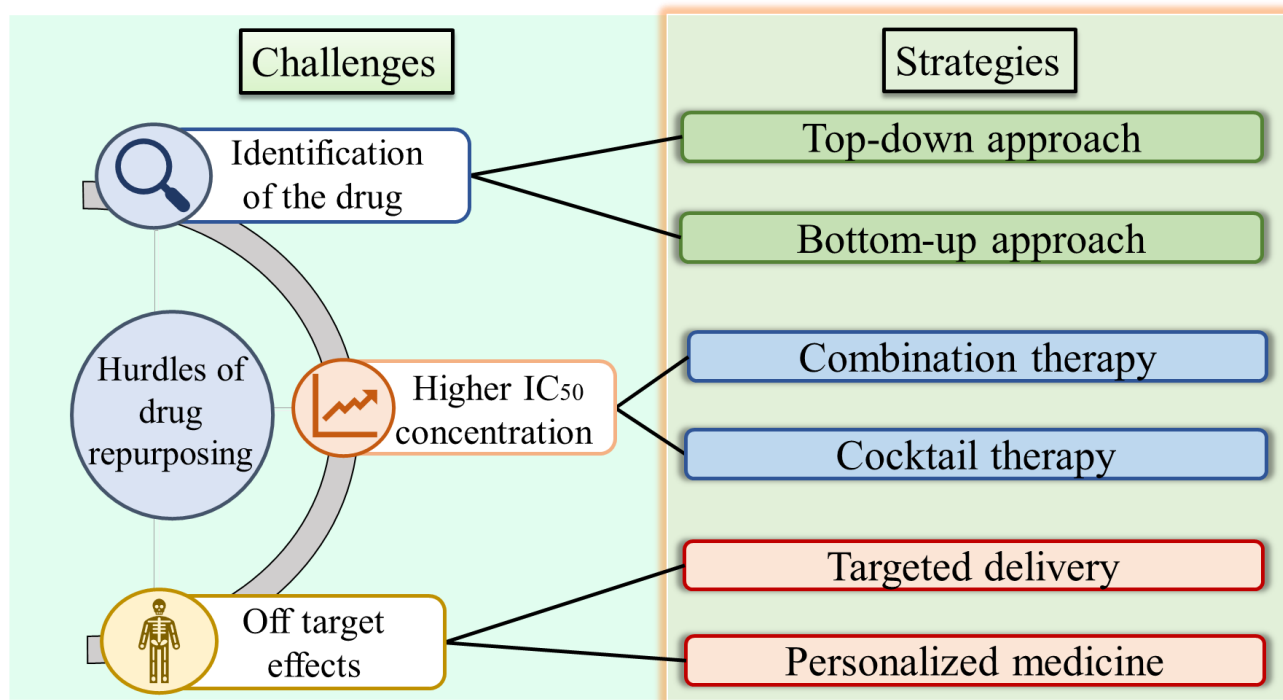 Challenges
Strategies
Identification
of the drug
Top-down approach
Bottom-up approach
Hurdles of
drug
repurposing
Higher IC₅₀
concentration
Combination therapy
Cocktail therapy
Off target
effects
Targeted delivery
Personalized medicine